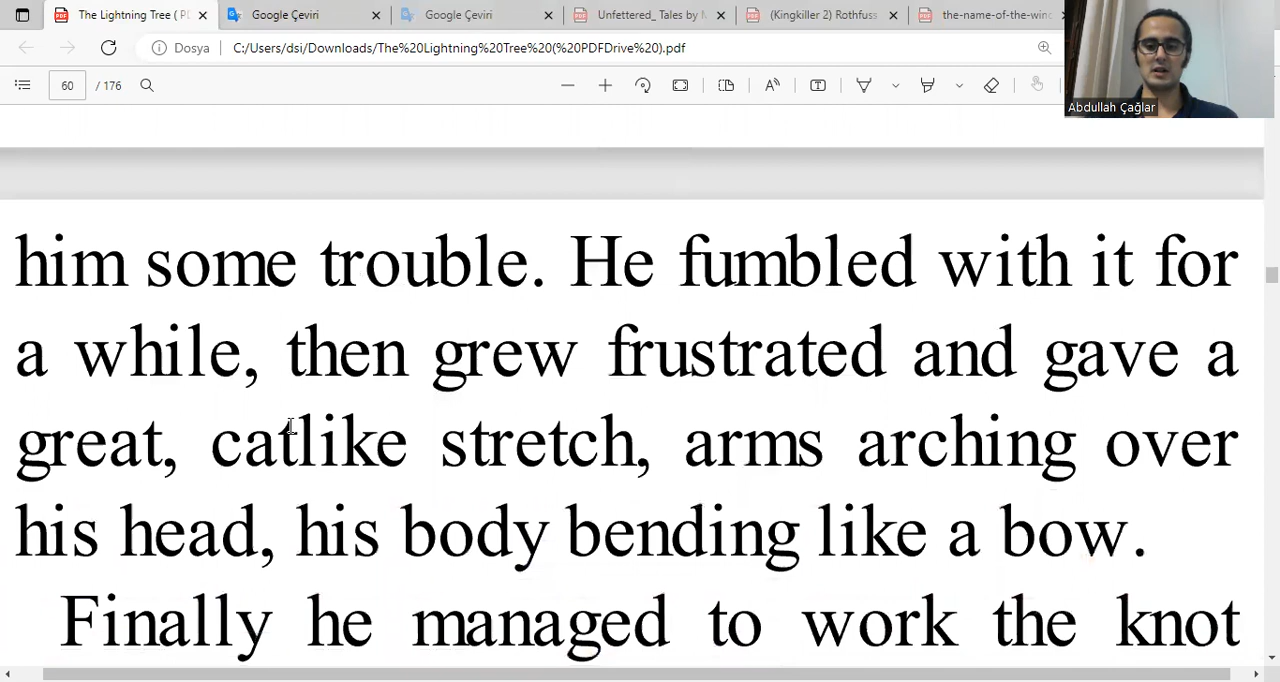 The Lightning Tree ( P
Google Çeviri
Google Çeviri
Unfettered_ Tales by
(Kingkiller 2) Rothfuss
the-name-of-the-win
Dosya
C:/Users/dsi/Downloads/The%20Lightning%20Tree%20(%20PDFDrive%20).pdf
60 / 176
Abdullah Çağlar
him some trouble. He fumbled with it for
a while, then grew frustrated and gave a
great, catlike stretch, arms arching over
his head, his body bending like a bow.
Finally he managed to work the knot